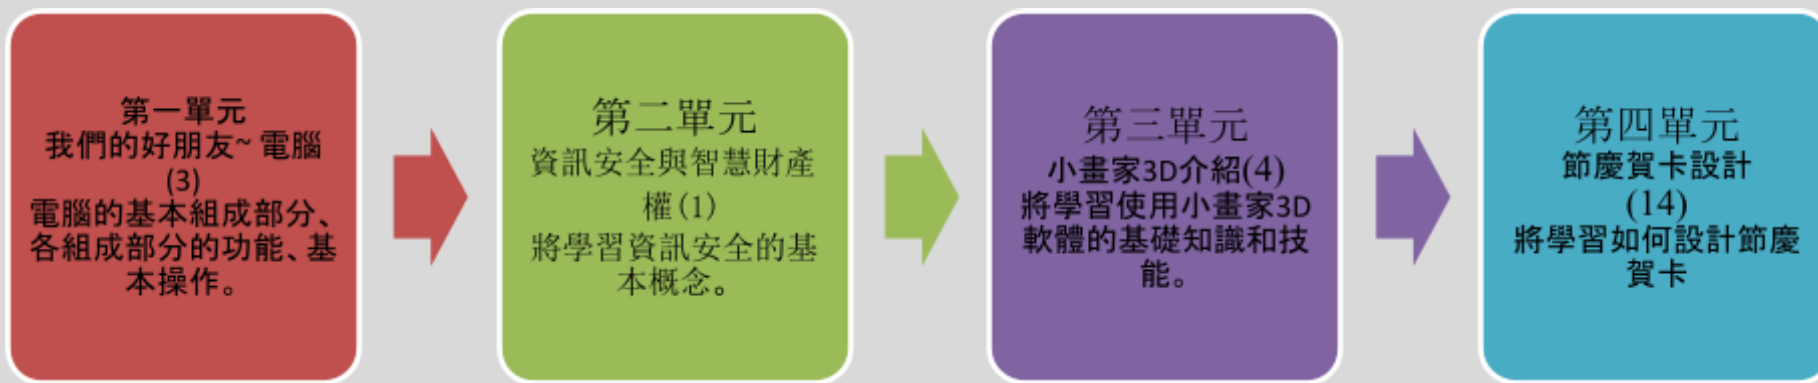 第一單元
我們的好朋友~ 電腦
(3)
電腦的基本組成部分、
各組成部分的功能、基
本操作。
第二單元
資訊安全與智慧財產
權(1)
將學習資訊安全的基
本概念。
第三單元
小畫家3D介紹(4)
將學習使用小畫家3D
軟體的基礎知識和技
能。
第四單元
節慶賀卡設計
(14)
將學習如何設計節慶
賀卡